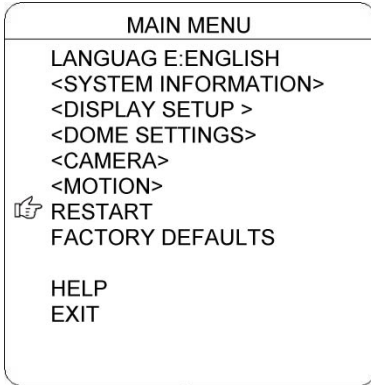 MAIN MENU
LANGUAG E:ENGLISH
<SYSTEM INFORMATION>
<DISPLAY SETUP >
<DOME SETTINGS>
<CAMERA>
<MOTION>
RESTART
FACTORY DEFAULTS
HELP
EXIT